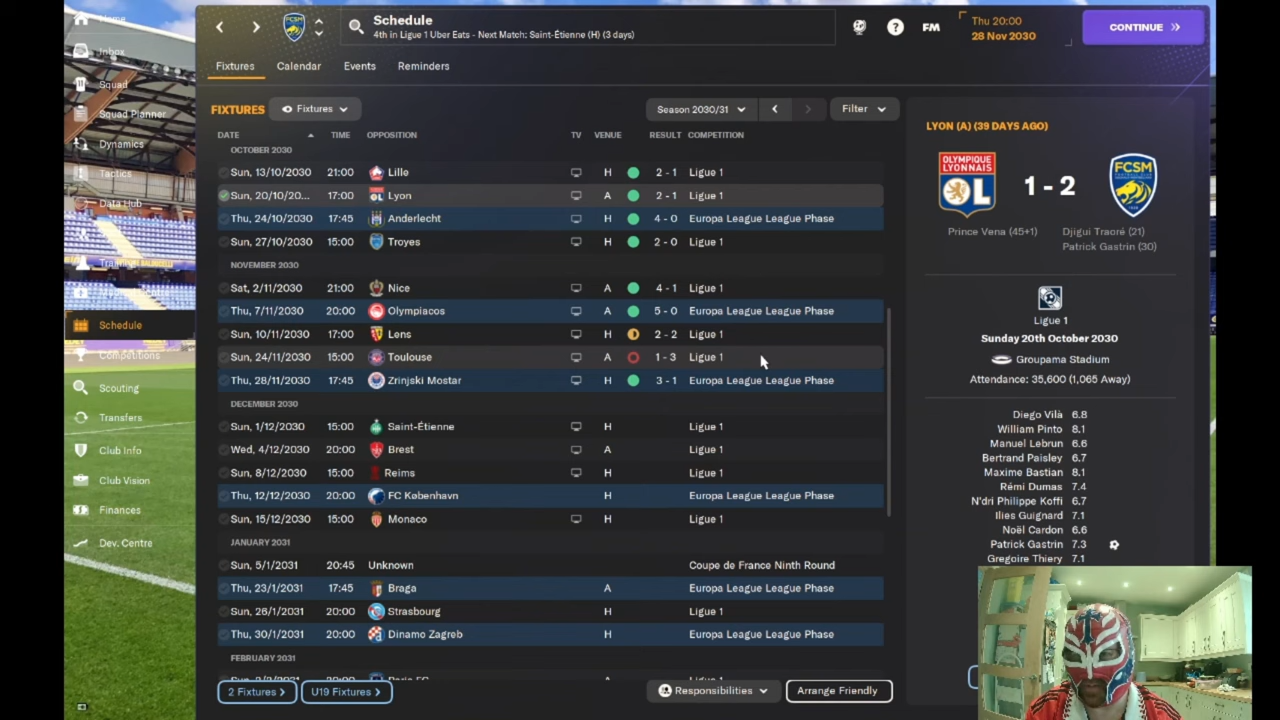 Home
Inbox
Squad
Squad Planner
Dynamics
Tactics
Data Hub
Schedule
Competitions
Scouting
Transfers
Club Info
Club Vision
Finances
Dev. Centre
FCSM
Schedule
4th in Ligue 1 Uber Eats - Next Match: Saint-Étienne (H) (3 days)
? FM
Thu 20:00
28 Nov 2030
CONTINUE
Fixtures Calendar Events Reminders
FIXTURES Fixtures Season 2030/31 Filter
DATE TIME OPPOSITION TV VENUE RESULT COMPETITION
OCTOBER 2030
Sun, 13/10/2030 21:00 Lille H 2 - 1 Ligue 1
Sun, 20/10/20... 17:00 Lyon A 2 - 1 Ligue 1
Thu, 24/10/2030 17:45 Anderlecht H 4 - 0 Europa League League Phase
Sun, 27/10/2030 15:00 Troyes H 2 - 0 Ligue 1
NOVEMBER 2030
Sat, 2/11/2030 21:00 Nice A 4 - 1 Ligue 1
Thu, 7/11/2030 20:00 Olympiacos A 5 - 0 Europa League League Phase
Sun, 10/11/2030 17:00 Lens H 2 - 2 Ligue 1
Sun, 24/11/2030 15:00 Toulouse A 1 - 3 Ligue 1
Thu, 28/11/2030 17:45 Zrinjski Mostar H 3 - 1 Europa League League Phase
DECEMBER 2030
Sun, 1/12/2030 15:00 Saint-Étienne H Ligue 1
Wed, 4/12/2030 20:00 Brest A Ligue 1
Sun, 8/12/2030 15:00 Reims H Ligue 1
Thu, 12/12/2030 20:00 FC København H Europa League League Phase
Sun, 15/12/2030 15:00 Monaco H Ligue 1
JANUARY 2031
Sun, 5/1/2031 20:45 Unknown Coupe de France Ninth Round
Thu, 23/1/2031 17:45 Braga A Europa League League Phase
Sun, 26/1/2031 20:00 Strasbourg H Ligue 1
Thu, 30/1/2031 20:00 Dinamo Zagreb H Europa League League Phase
FEBRUARY 2031
2 Fixtures > U19 Fixtures > Responsibilities Arrange Friendly
LYON (A) (39 DAYS AGO)
OLYMPIQUE LYONNAIS OL 1 - 2 FCSM
Prince Vena (45+1) Djigui Traoré (21)
Patrick Gastrin (30)
Ligue 1
Sunday 20th October 2030
Groupama Stadium
Attendance: 35,600 (1,065 Away)
Diego Vilà 6.8
William Pinto 8.1
Manuel Lebrun 6.6
Bertrand Paisley 6.7
Maxime Bastian 8.1
Rémi Dumas 7.4
N'dri Philippe Koffi 6.7
Ilies Guignard 7.1
Noël Cardon 6.6
Patrick Gastrin 7.3
Gregoire Thiery 7.1